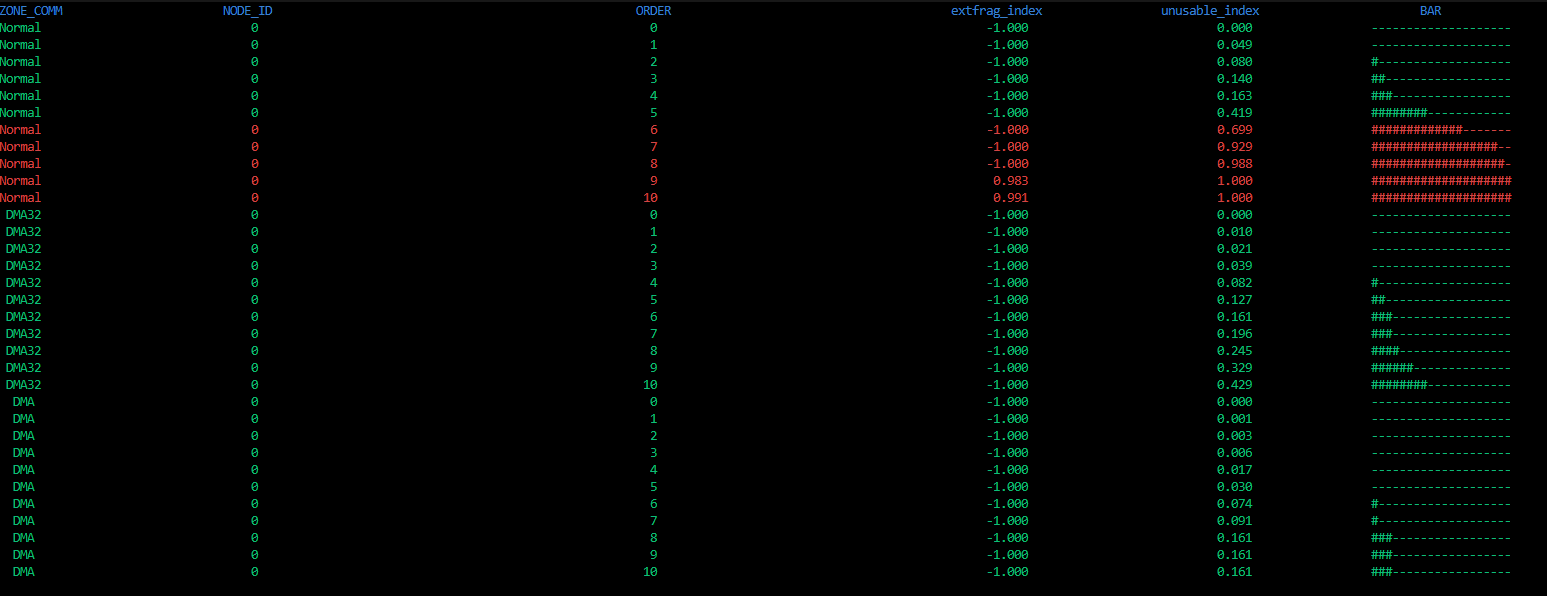 ZONE_COMM NODE_ID ORDER extfrag_index unusable_index BAR
Normal 0 0 -1.000 0.000 --------------------
Normal 0 1 -1.000 0.049 --------------------
Normal 0 2 -1.000 0.080 #-------------------
Normal 0 3 -1.000 0.140 ##------------------
Normal 0 4 -1.000 0.163 ###-----------------
Normal 0 5 -1.000 0.419 ########------------
Normal 0 6 -1.000 0.699 #############-------
Normal 0 7 -1.000 0.929 ##################--
Normal 0 8 -1.000 0.988 ###################-
Normal 0 9 0.983 1.000 ####################
Normal 0 10 0.991 1.000 ####################
DMA32 0 0 -1.000 0.000 --------------------
DMA32 0 1 -1.000 0.010 --------------------
DMA32 0 2 -1.000 0.021 --------------------
DMA32 0 3 -1.000 0.039 --------------------
DMA32 0 4 -1.000 0.082 #-------------------
DMA32 0 5 -1.000 0.127 ##------------------
DMA32 0 6 -1.000 0.161 ###-----------------
DMA32 0 7 -1.000 0.196 ###-----------------
DMA32 0 8 -1.000 0.245 ####----------------
DMA32 0 9 -1.000 0.329 ######--------------
DMA32 0 10 -1.000 0.429 ########------------
DMA 0 0 -1.000 0.000 --------------------
DMA 0 1 -1.000 0.001 --------------------
DMA 0 2 -1.000 0.003 --------------------
DMA 0 3 -1.000 0.006 --------------------
DMA 0 4 -1.000 0.017 --------------------
DMA 0 5 -1.000 0.030 --------------------
DMA 0 6 -1.000 0.074 #-------------------
DMA 0 7 -1.000 0.091 #-------------------
DMA 0 8 -1.000 0.161 ###-----------------
DMA 0 9 -1.000 0.161 ###-----------------
DMA 0 10 -1.000 0.161 ###-----------------